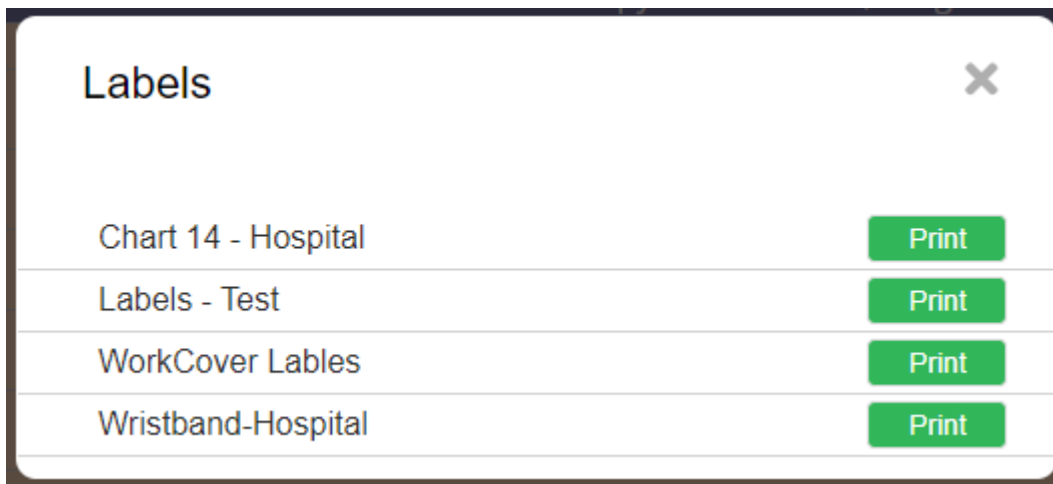 Labels
Chart 14 - Hospital Print
Labels - Test Print
WorkCover Lables Print
Wristband-Hospital Print